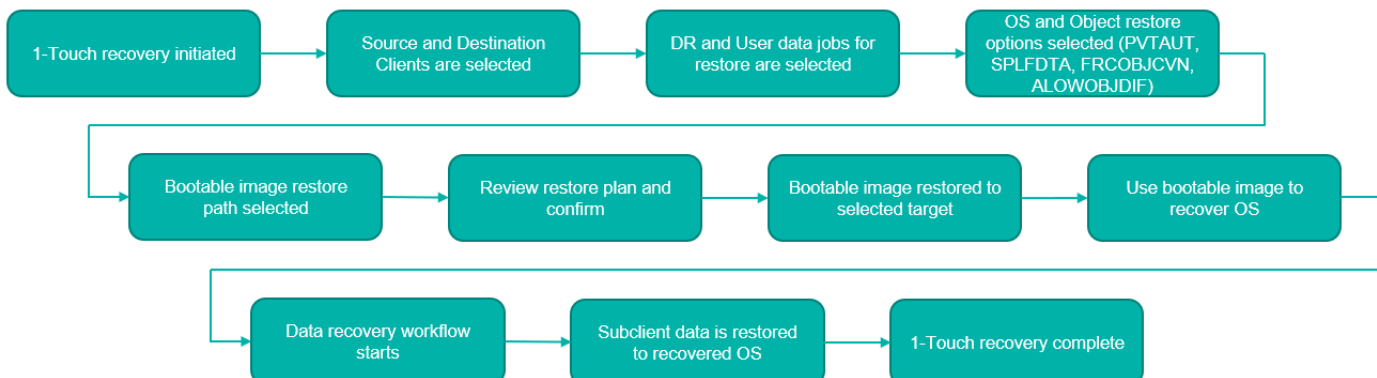 1-Touch recovery initiated
Source and Destination
Clients are selected
DR and User data jobs for
restore are selected
OS and Object restore
options selected (PVTAUT,
SPLFDTA, FRCOBJCVN,
ALOWOBJDIF)
Bootable image restore
path selected
Review restore plan and
confirm
Bootable image restored to
selected target
Use bootable image to
recover OS
Data recovery workflow
starts
Subclient data is restored
to recovered OS
1-Touch recovery complete